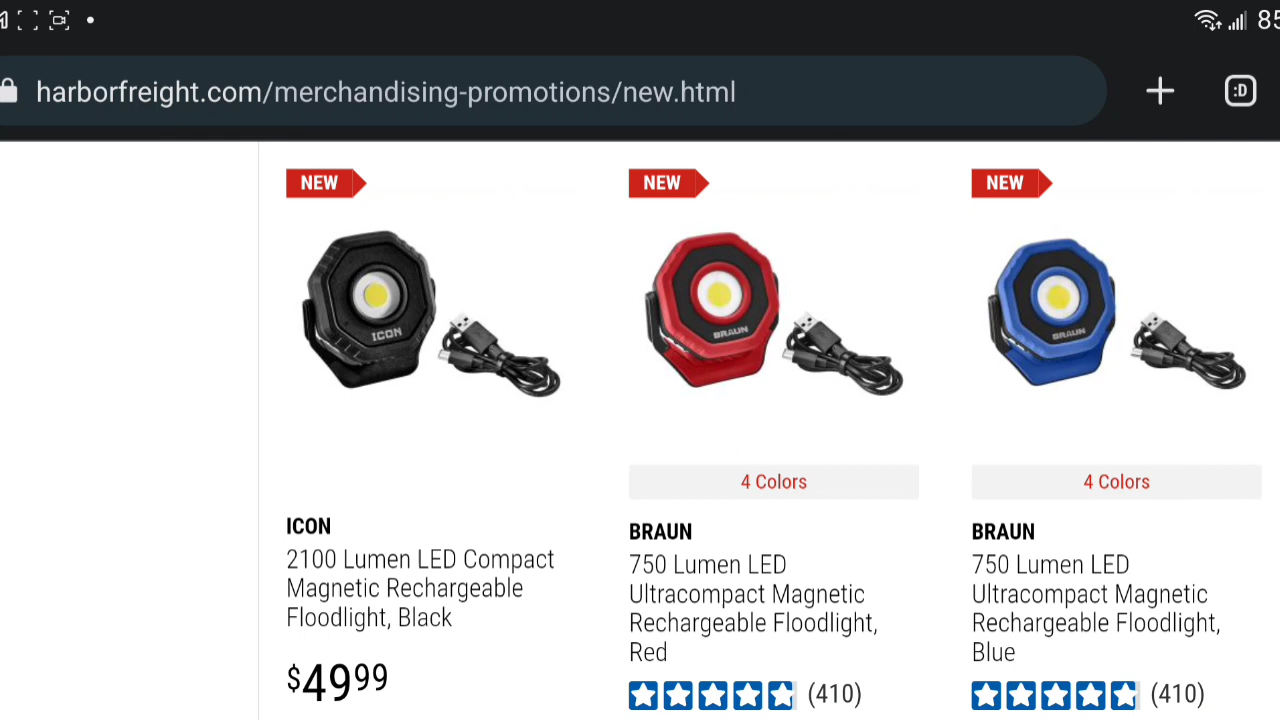 85
harborfreight.com/merchandising-promotions/new.html
:D
NEW
NEW
NEW
ICON
BRAUN
BRAUN
4 Colors
4 Colors
ICON
2100 Lumen LED Compact
Magnetic Rechargeable
Floodlight, Black
$49.99
BRAUN
750 Lumen LED
Ultracompact Magnetic
Rechargeable Floodlight,
Red
(410)
BRAUN
750 Lumen LED
Ultracompact Magnetic
Rechargeable Floodlight,
Blue
(410)